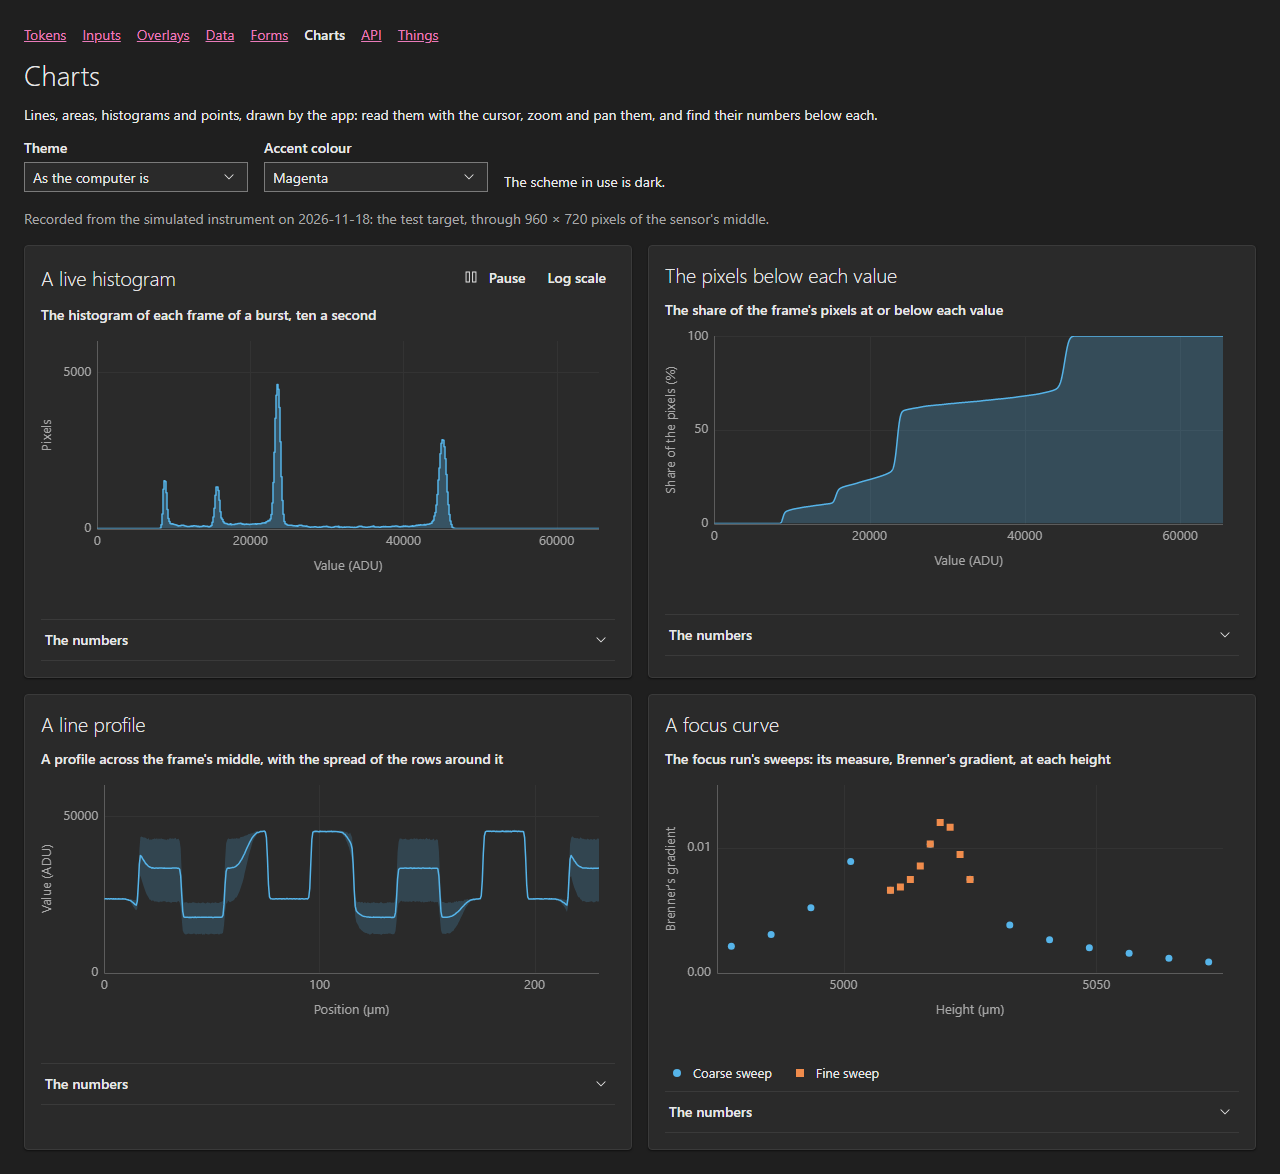 Tokens Inputs Overlays Data Forms Charts API Things
Charts
Lines, areas, histograms and points, drawn by the app: read them with the cursor, zoom and pan them, and find their numbers below each.
Theme Accent colour
As the computer is Magenta The scheme in use is dark.
Recorded from the simulated instrument on 2026-11-18: the test target, through 960 × 720 pixels of the sensor's middle.
A live histogram Pause Log scale
The histogram of each frame of a burst, ten a second
Pixels
5000
0
0 20000 40000 60000
Value (ADU)
The numbers
The pixels below each value
The share of the frame's pixels at or below each value
Share of the pixels (%)
100
50
0
0 20000 40000 60000
Value (ADU)
The numbers
A line profile
A profile across the frame's middle, with the spread of the rows around it
Value (ADU)
50000
0
0 100 200
Position (µm)
The numbers
A focus curve
The focus run's sweeps: its measure, Brenner's gradient, at each height
Brenner's gradient
0.01
0.00
5000 5050
Height (µm)
Coarse sweep Fine sweep
The numbers